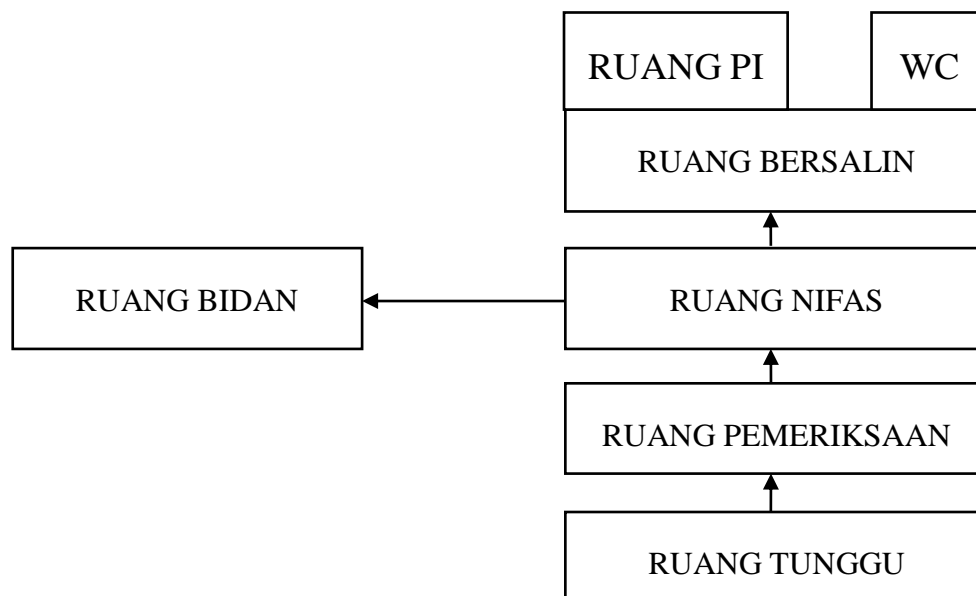 RUANG PI
WC
RUANG BERSALIN
RUANG BIDAN
RUANG NIFAS
RUANG PEMERIKSAAN
RUANG TUNGGU